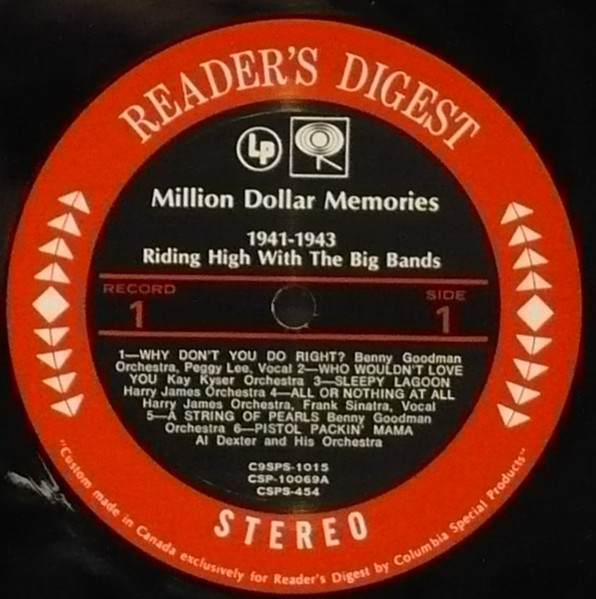 READER'S DIGEST
Lp
Million Dollar Memories
1941-1943
Riding High With The Big Bands
RECORD
1
SIDE
1
1—WHY DON'T YOU DO RIGHT? Benny Goodman
Orchestra, Peggy Lee, Vocal 2—WHO WOULDN'T LOVE
YOU Kay Kyser Orchestra 3—SLEEPY LAGOON
Harry James Orchestra 4—ALL OR NOTHING AT ALL
Harry James Orchestra, Frank Sinatra, Vocal
5—A STRING OF PEARLS Benny Goodman
Orchestra 6—PISTOL PACKIN' MAMA
Al Dexter and His Orchestra
C9SPS-1015
CSP-10069A
CSPS-454
STEREO
"Custom made in Canada exclusively for Reader's Digest by Columbia Special Products"